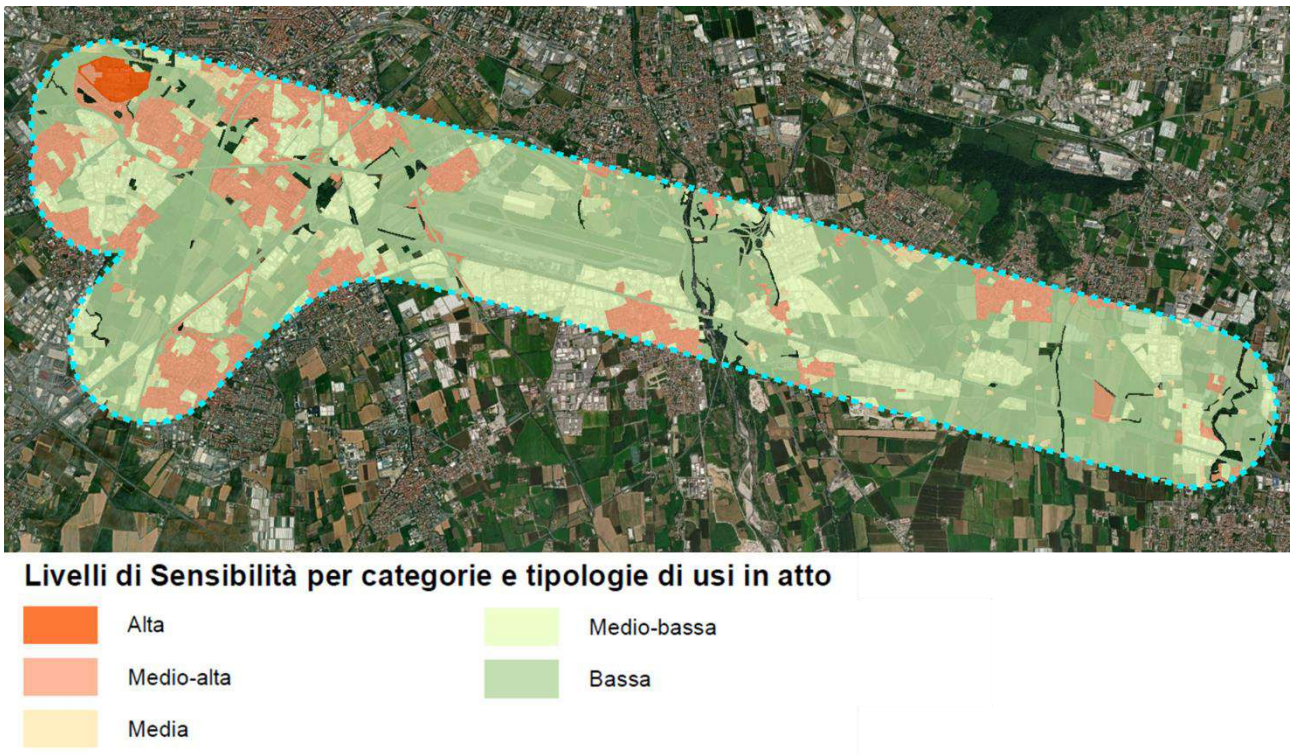 Livelli di Sensibilità per categorie e tipologie di usi in atto
Alta
Medio-alta
Media
Medio-bassa
Bassa